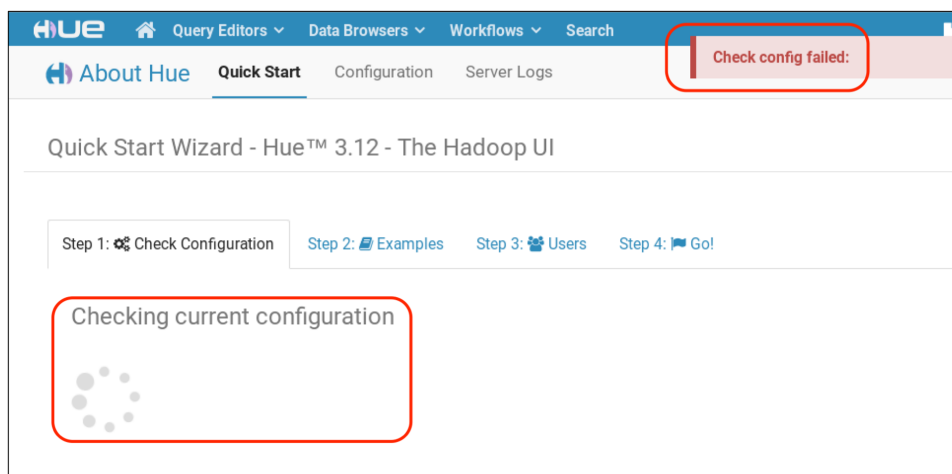 HUE Query Editors Data Browsers Workflows Search
Check config failed:
About Hue Quick Start Configuration Server Logs
Quick Start Wizard - Hue™ 3.12 - The Hadoop UI
Step 1: Check Configuration Step 2: Examples Step 3: Users Step 4: Go!
Checking current configuration